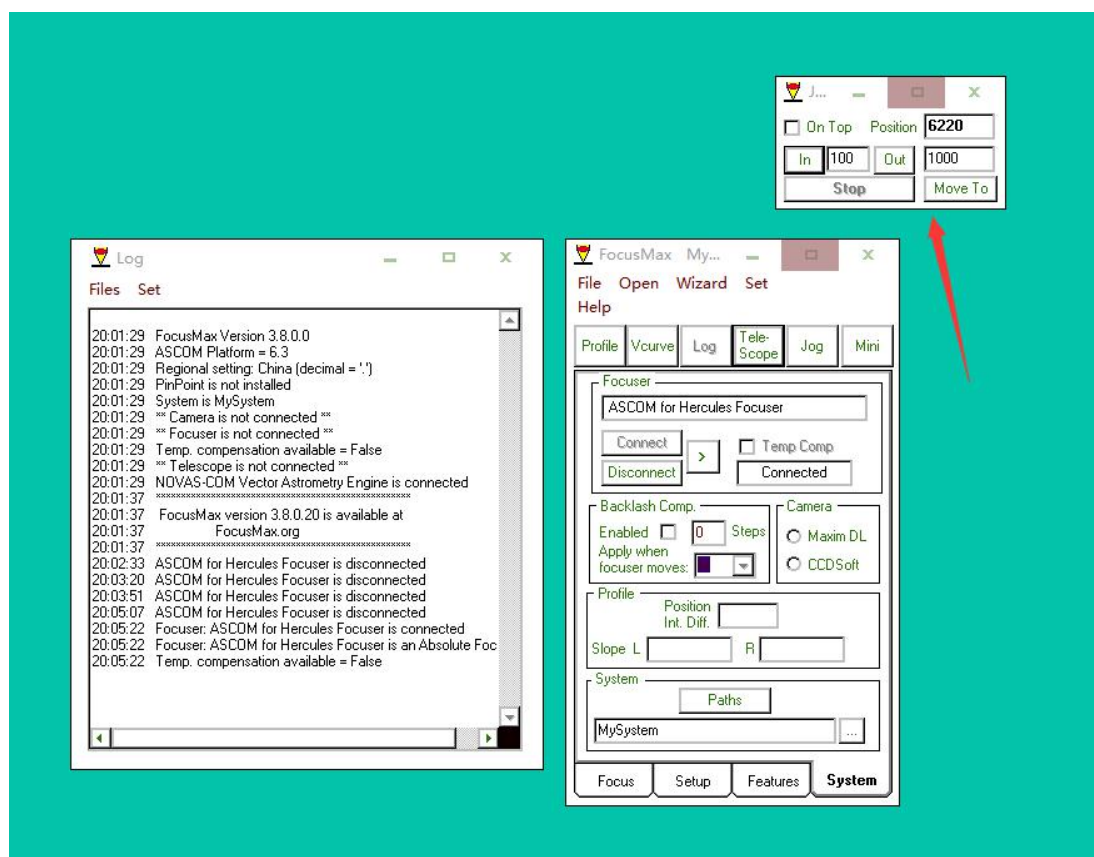 J...
On Top Position 6220
In 100 Out 1000
Stop Move To
Log
Files Set
20:01:29 FocusMax Version 3.8.0.0
20:01:29 ASCOM Platform = 6.3
20:01:29 Regional setting: China (decimal = '.')
20:01:29 PinPoint is not installed
20:01:29 System is MySystem
20:01:29 ** Camera is not connected **
20:01:29 ** Focuser is not connected **
20:01:29 Temp. compensation available = False
20:01:29 ** Telescope is not connected **
20:01:29 NOVAS-COM Vector Astrometry Engine is connected
20:01:37 **************************************************
20:01:37 FocusMax version 3.8.0.20 is available at
20:01:37 FocusMax.org
20:01:37 **************************************************
20:02:33 ASCOM for Hercules Focuser is disconnected
20:03:20 ASCOM for Hercules Focuser is disconnected
20:03:51 ASCOM for Hercules Focuser is disconnected
20:05:07 ASCOM for Hercules Focuser is disconnected
20:05:22 Focuser: ASCOM for Hercules Focuser is connected
20:05:22 Focuser: ASCOM for Hercules Focuser is an Absolute Foc
20:05:22 Temp. compensation available = False
FocusMax My...
File Open Wizard Set
Help
Profile Vcurve Log Tele-Scope Jog Mini
Focuser
ASCOM for Hercules Focuser
Connect > Temp Comp
Disconnect Connected
Backlash Comp.
Enabled 0 Steps
Apply when
focuser moves:
Camera
Maxim DL
CCDSoft
Profile
Position
Int. Diff.
Slope L R
System
Paths
MySystem ...
Focus Setup Features System